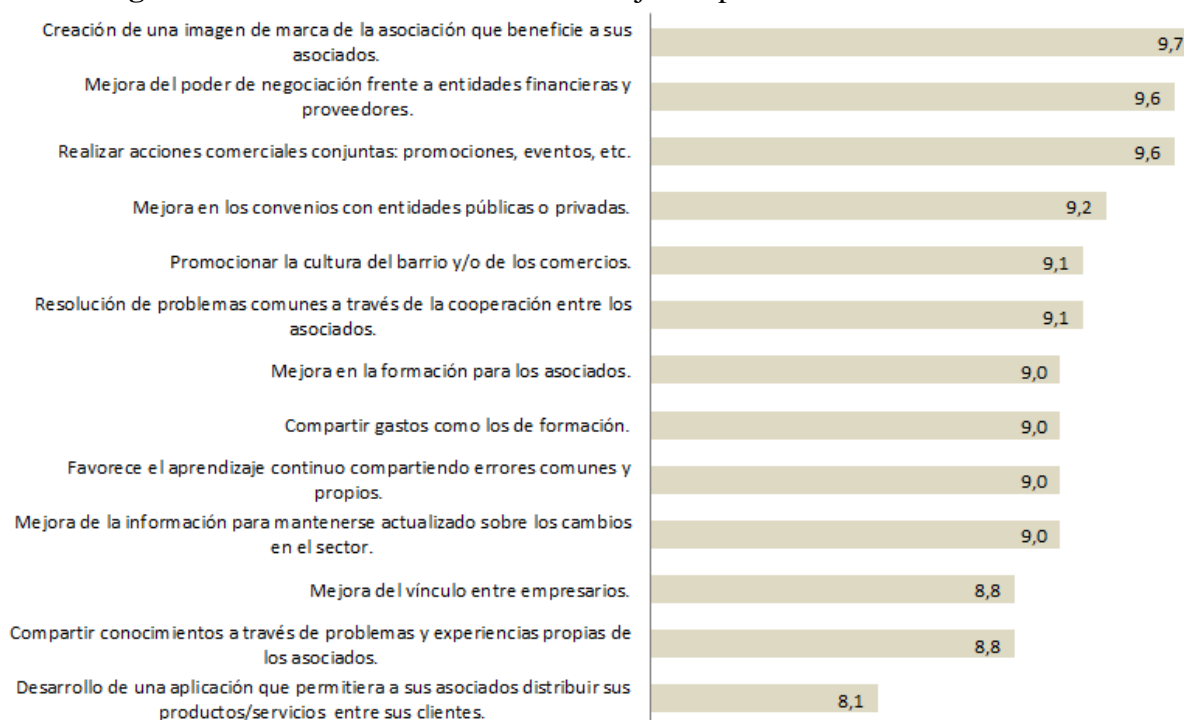 Creación de una imagen de marca de la asociación que beneficie a sus
asociados.
9,7
Mejora del poder de negociación frente a entidades financieras y
proveedores.
9,6
Realizar acciones comerciales conjuntas: promociones, eventos, etc.
9,6
Mejora en los convenios con entidades públicas o privadas.
9,2
Promocionar la cultura del barrio y/o de los comercios.
9,1
Resolución de problemas comunes a través de la cooperación entre los
asociados.
9,1
Mejora en la formación para los asociados.
9,0
Compartir gastos como los de formación.
9,0
Favorece el aprendizaje continuo compartiendo errores comunes y
propios.
9,0
Mejora de la información para mantenerse actualizado sobre los cambios
en el sector.
9,0
Mejora del vínculo entre empresarios.
8,8
Compartir conocimientos a través de problemas y experiencias propias de
los asociados.
8,8
Desarrollo de una aplicación que permitiera a sus asociados distribuir sus
productos/servicios entre sus clientes.
8,1